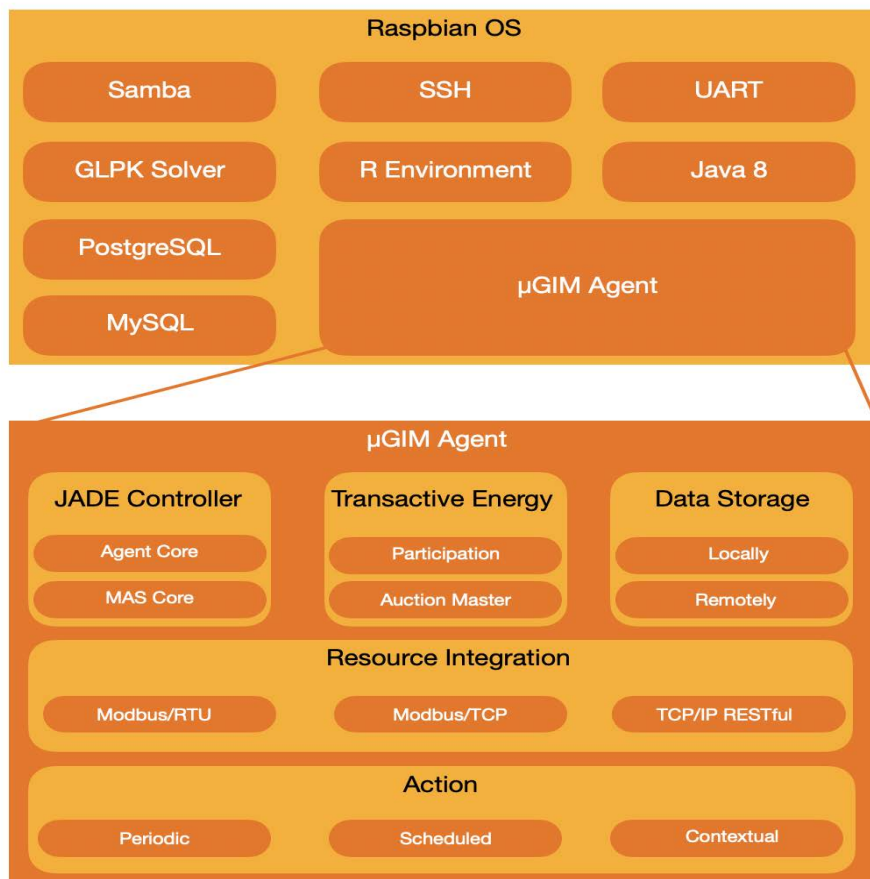 Raspbian OS
Samba
SSH
UART
GLPK Solver
R Environment
Java 8
PostgreSQL
μGIM Agent
MySQL
μGIM Agent
JADE Controller
Transactive Energy
Data Storage
Agent Core
Participation
Locally
MAS Core
Auction Master
Remotely
Resource Integration
Modbus/RTU
Modbus/TCP
TCP/IP RESTful
Action
Periodic
Scheduled
Contextual